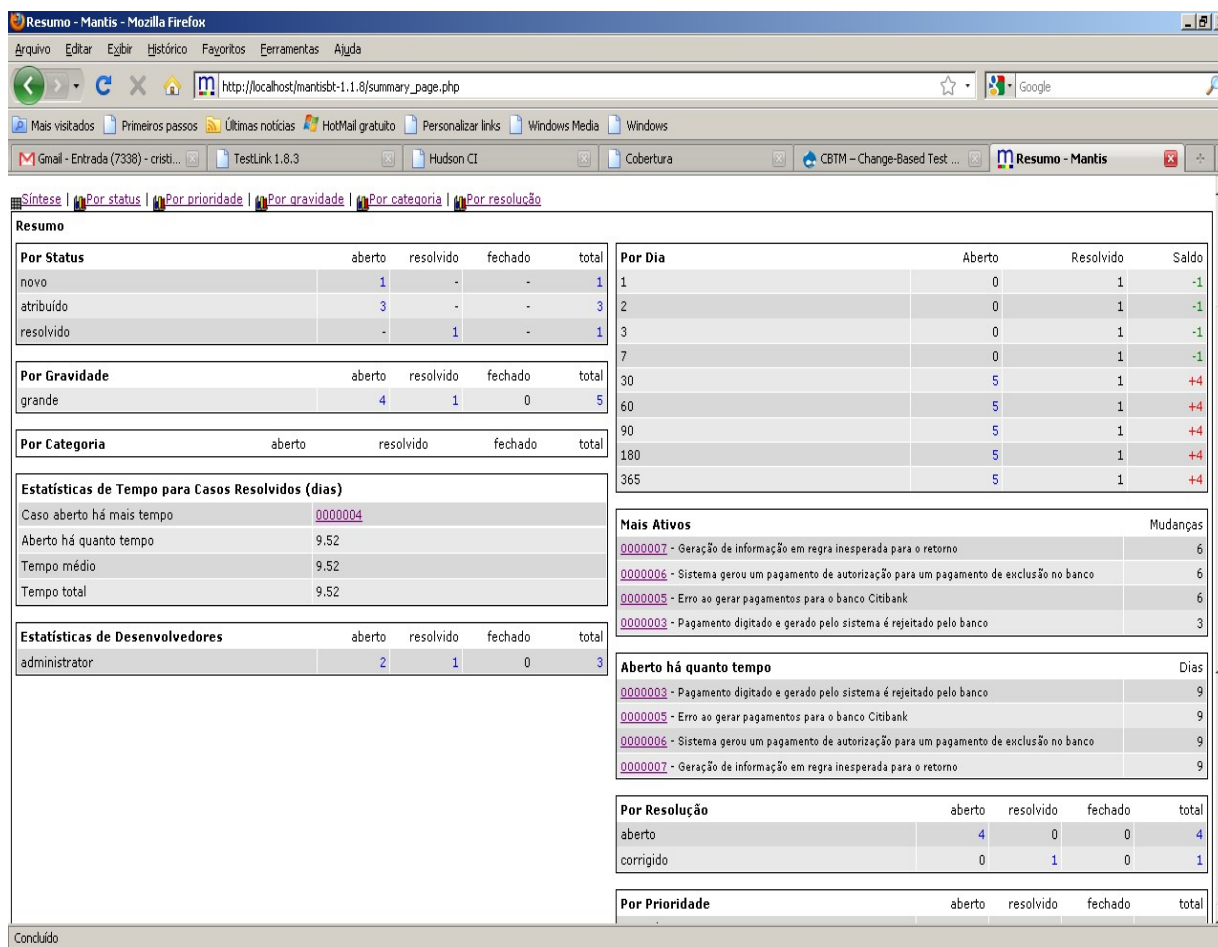 Resumo - Mantis - Mozilla Firefox
Arquivo Editar Exibir Histórico Favoritos Ferramentas Ajuda
http://localhost/mantisbt-1.1.8/summary_page.php
Google
Mais visitados Primeiros passos Últimas notícias HotMail gratuito Personalizar links Windows Media Windows
Gmail - Entrada (7338) - cristi... TestLink 1.8.3 Hudson CI Cobertura CBTM – Change-Based Test ... Resumo - Mantis
Síntese | Por status | Por prioridade | Por gravidade | Por categoria | Por resolução
Resumo
Por Status aberto resolvido fechado total
novo 1 - - 1
atribuído 3 - - 3
resolvido - 1 - 1
Por Gravidade aberto resolvido fechado total
grande 4 1 0 5
Por Categoria aberto resolvido fechado total
Estatísticas de Tempo para Casos Resolvidos (dias)
Caso aberto há mais tempo 0000004
Aberto há quanto tempo 9.52
Tempo médio 9.52
Tempo total 9.52
Estatísticas de Desenvolvedores aberto resolvido fechado total
administrator 2 1 0 3
Por Dia Aberto Resolvido Saldo
1 0 1 -1
2 0 1 -1
3 0 1 -1
7 0 1 -1
30 5 1 +4
60 5 1 +4
90 5 1 +4
180 5 1 +4
365 5 1 +4
Mais Ativos Mudanças
0000007 - Geração de informação em regra inesperada para o retorno 6
0000006 - Sistema gerou um pagamento de autorização para um pagamento de exclusão no banco 6
0000005 - Erro ao gerar pagamentos para o banco Citibank 6
0000003 - Pagamento digitado e gerado pelo sistema é rejeitado pelo banco 3
Aberto há quanto tempo Dias
0000003 - Pagamento digitado e gerado pelo sistema é rejeitado pelo banco 9
0000005 - Erro ao gerar pagamentos para o banco Citibank 9
0000006 - Sistema gerou um pagamento de autorização para um pagamento de exclusão no banco 9
0000007 - Geração de informação em regra inesperada para o retorno 9
Por Resolução aberto resolvido fechado total
aberto 4 0 0 4
corrigido 0 1 0 1
Por Prioridade aberto resolvido fechado total
Concluído